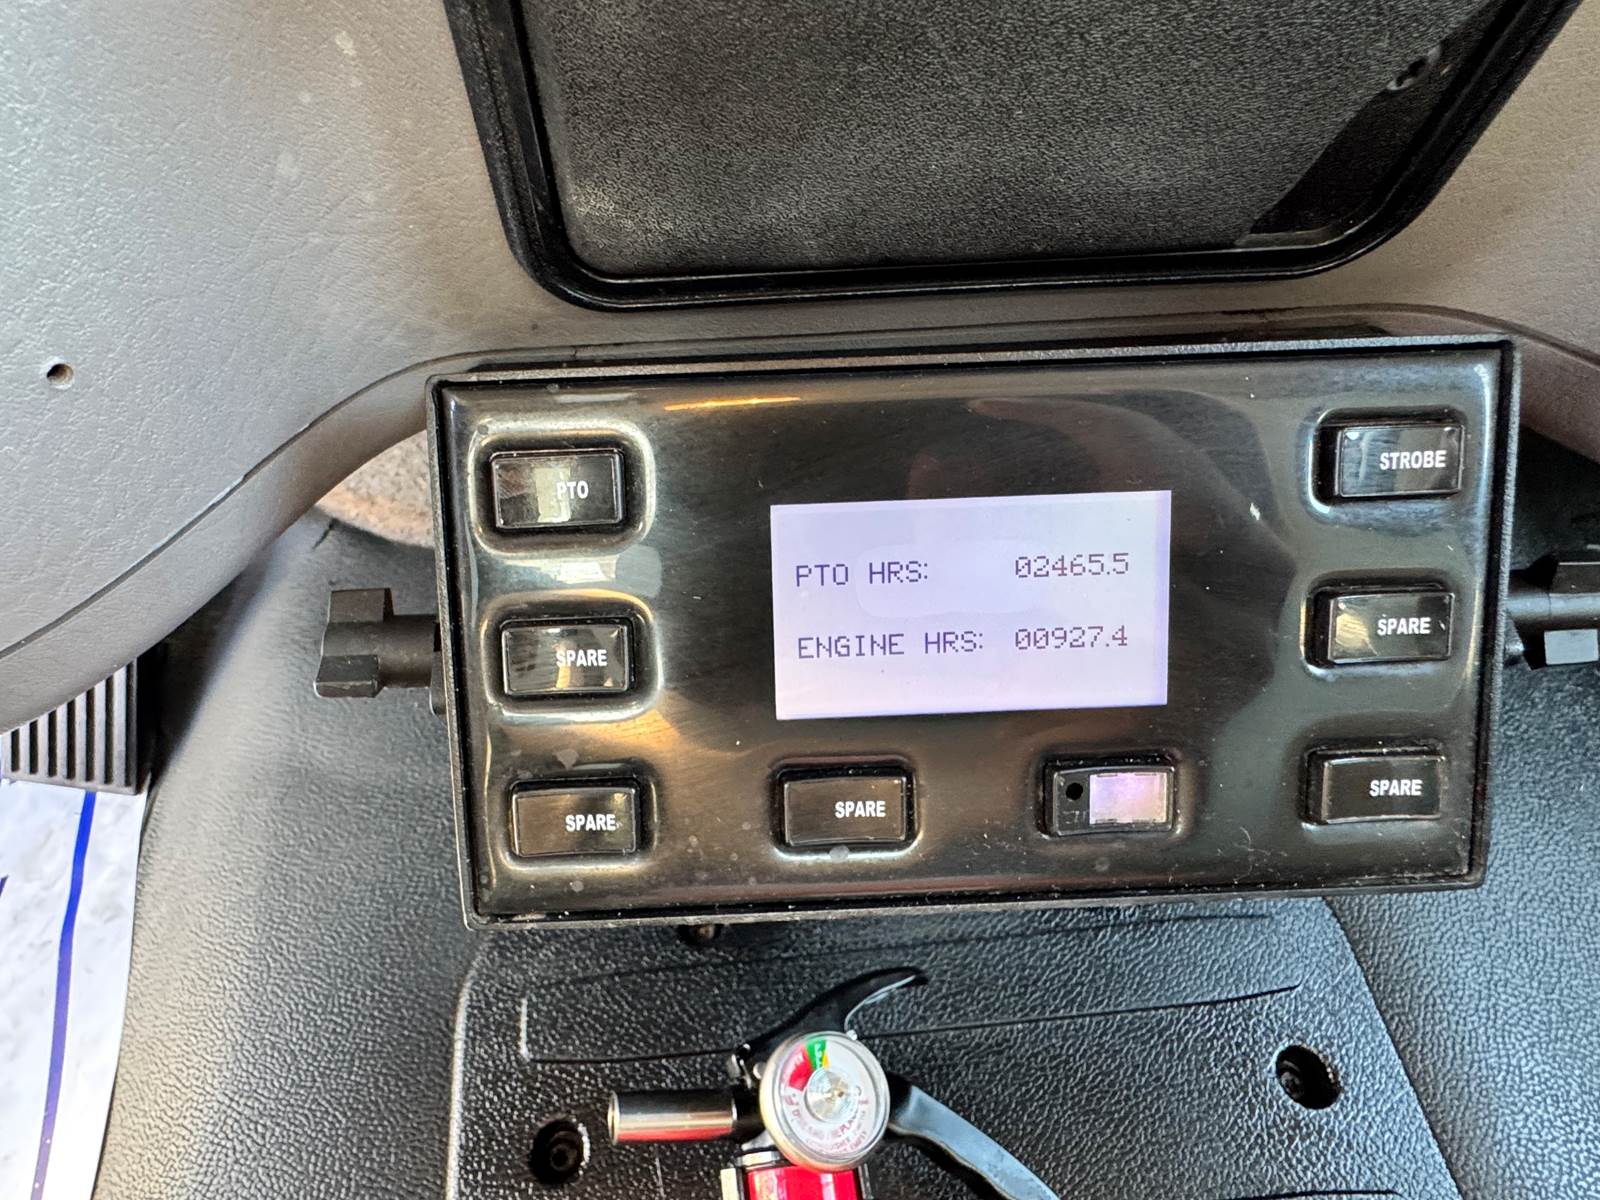 PTO
STROBE
PTO HRS: 02465.5
ENGINE HRS: 00927.4
SPARE
SPARE
SPARE
SPARE
SPARE